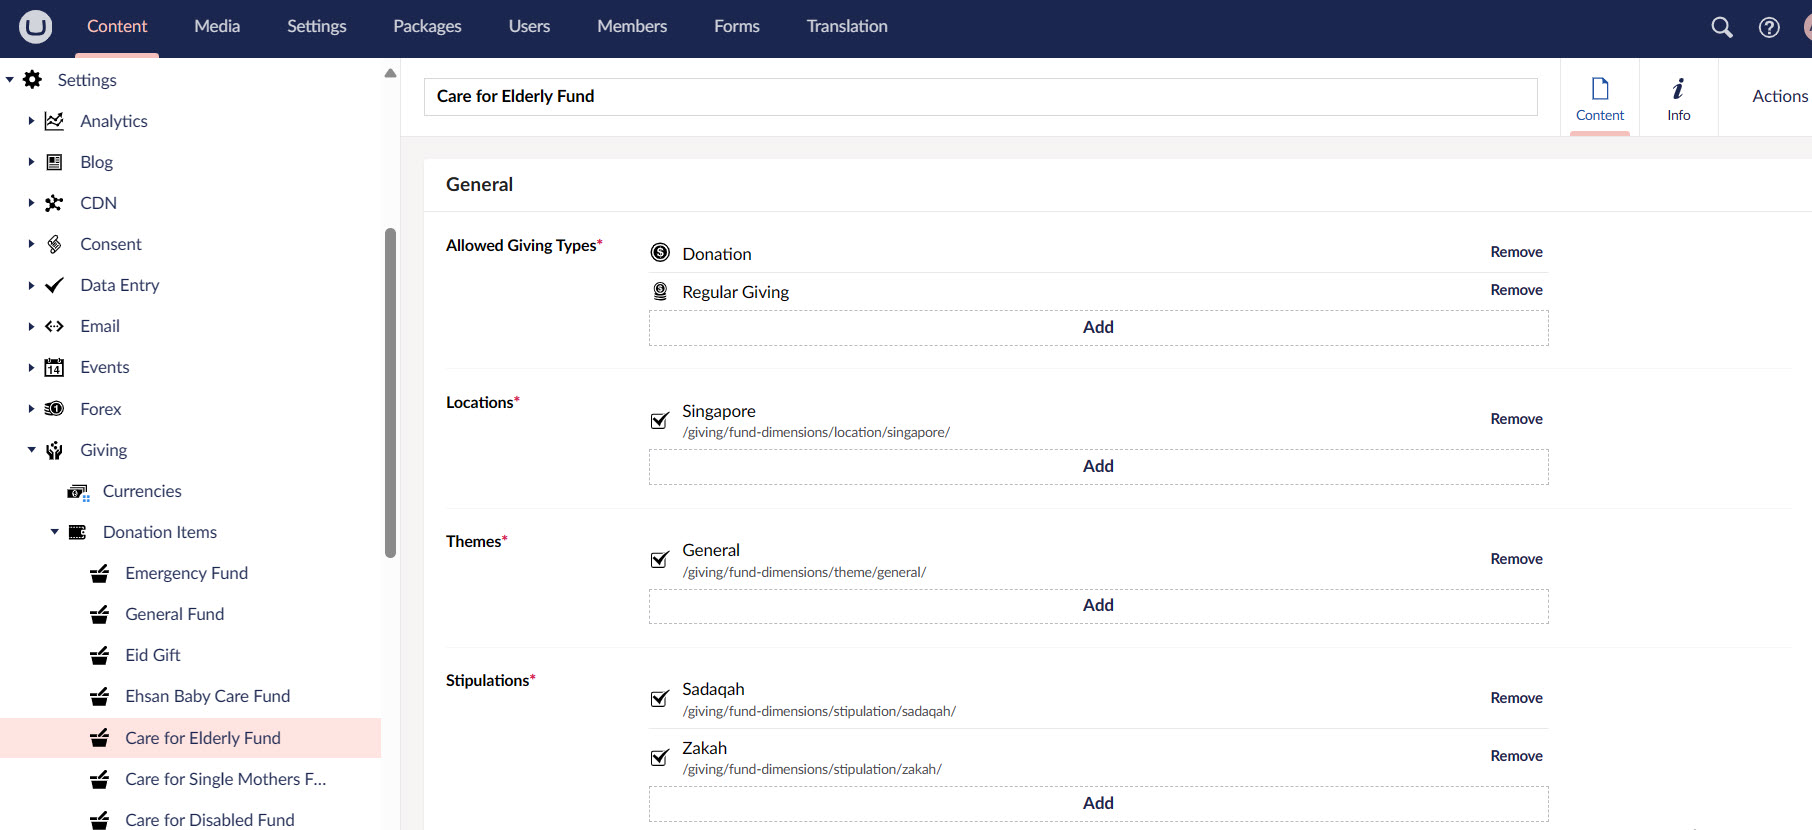 Content Media Settings Packages Users Members Forms Translation
Settings
Analytics
Blog
CDN
Consent
Data Entry
Email
Events
Forex
Giving
Currencies
Donation Items
Emergency Fund
General Fund
Eid Gift
Ehsan Baby Care Fund
Care for Elderly Fund
Care for Single Mothers F...
Care for Disabled Fund
Care for Elderly Fund
Content
Info
Actions
General
Allowed Giving Types*
Donation Remove
Regular Giving Remove
Add
Locations*
Singapore Remove
/giving/fund-dimensions/location/singapore/
Add
Themes*
General Remove
/giving/fund-dimensions/theme/general/
Add
Stipulations*
Sadaqah Remove
/giving/fund-dimensions/stipulation/sadaqah/
Zakah Remove
/giving/fund-dimensions/stipulation/zakah/
Add